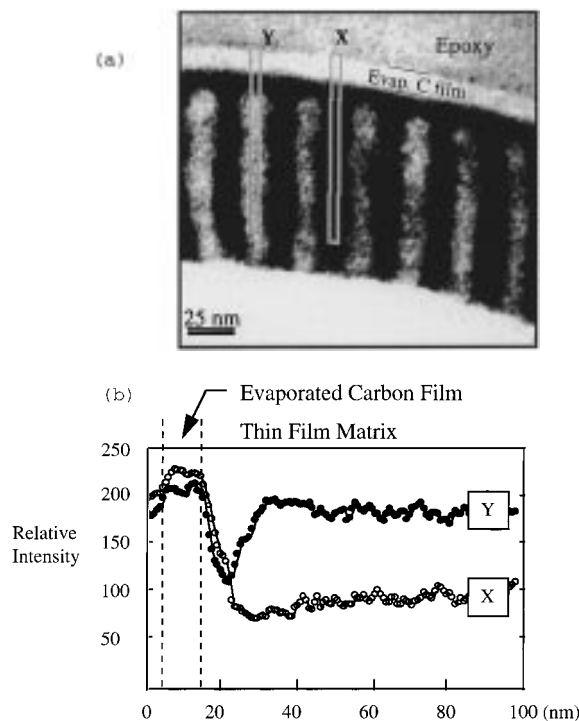 (a)
Y
X
Epoxy
Evap. C film
25 nm
(b)
Evaporated Carbon Film
Thin Film Matrix
Relative
Intensity
250
200
150
100
50
Y
X
0
20
40
60
80
100 (nm)